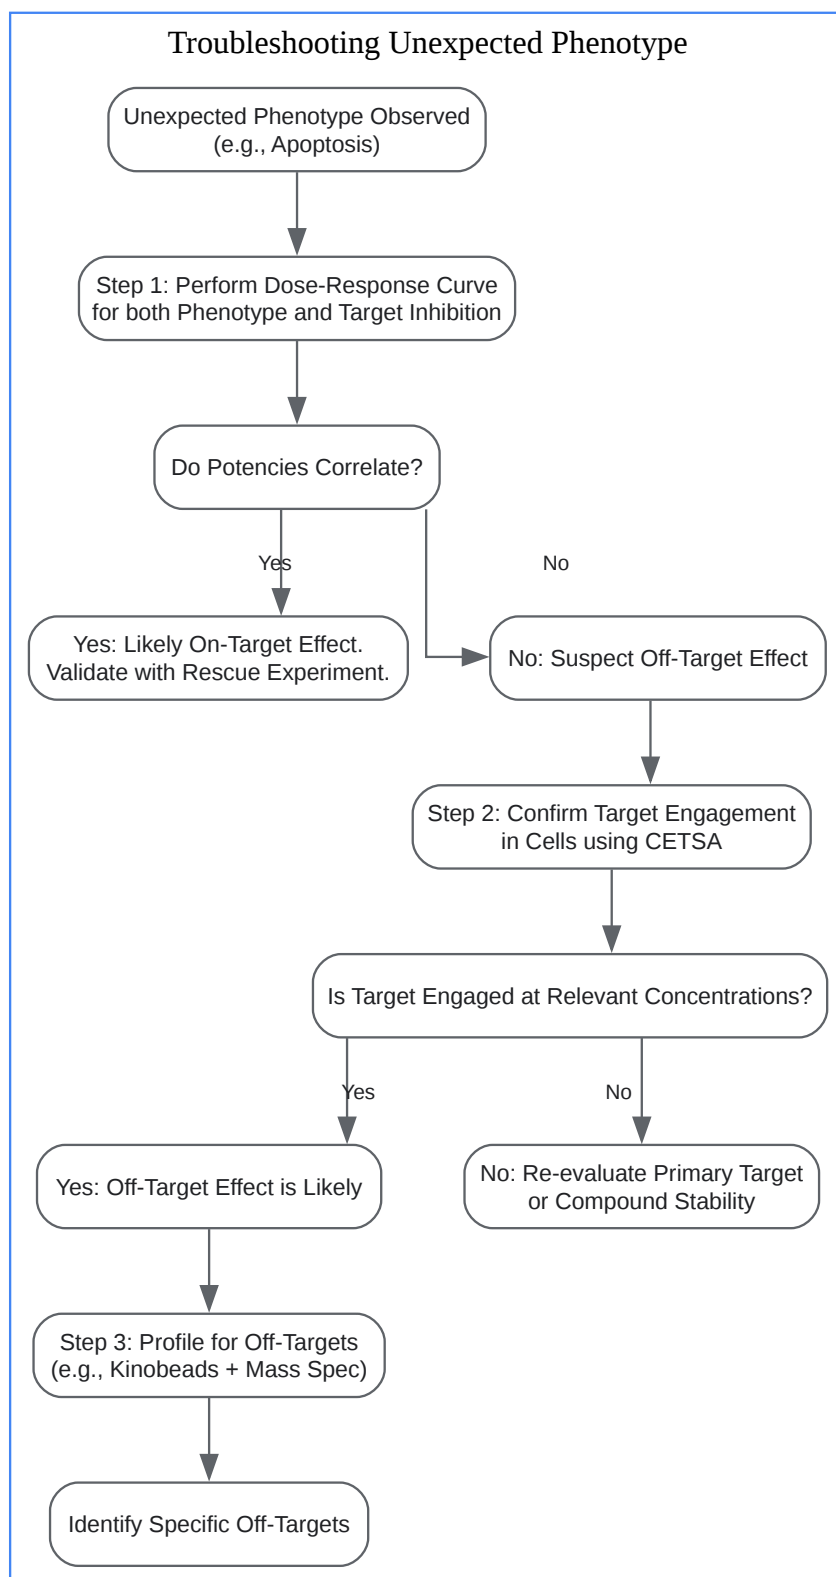 Troubleshooting Unexpected Phenotype
Unexpected Phenotype Observed
(e.g., Apoptosis)
Step 1: Perform Dose-Response Curve
for both Phenotype and Target Inhibition
Do Potencies Correlate?
Yes
No
Yes: Likely On-Target Effect.
Validate with Rescue Experiment.
No: Suspect Off-Target Effect
Step 2: Confirm Target Engagement
in Cells using CETSA
Is Target Engaged at Relevant Concentrations?
Yes
No
Yes: Off-Target Effect is Likely
No: Re-evaluate Primary Target
or Compound Stability
Step 3: Profile for Off-Targets
(e.g., Kinobeads + Mass Spec)
Identify Specific Off-Targets